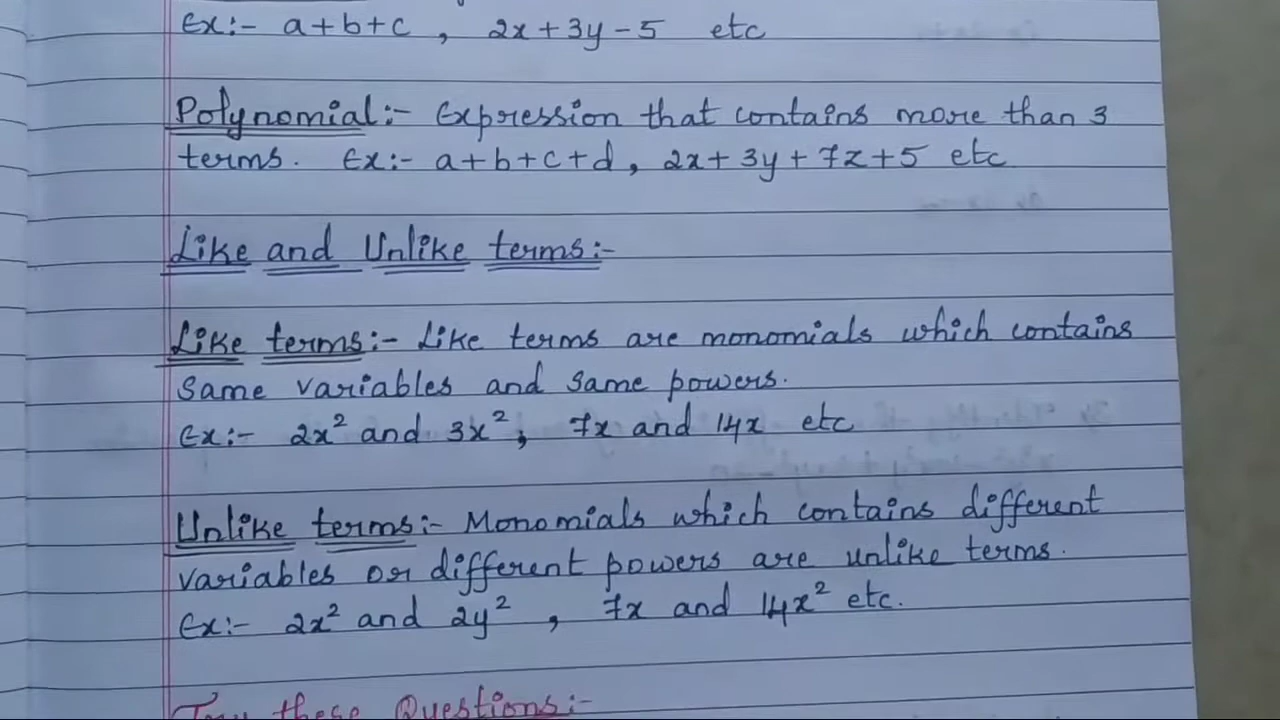 Ex:- a+b+c , 2x+3y-5 etc
Polynomial:- Expression that contains more than 3
terms. Ex:- a+b+c+d, 2x+3y+7z+5 etc
Like and Unlike terms:-
Like terms:- Like terms are monomials which contains
same variables and same powers.
Ex:- 2x² and 3x², 7x and 14x etc
Unlike terms:- Monomials which contains different
variables or different powers are unlike terms.
Ex:- 2x² and 2y² , 7x and 14x² etc.
Try these Questions:-